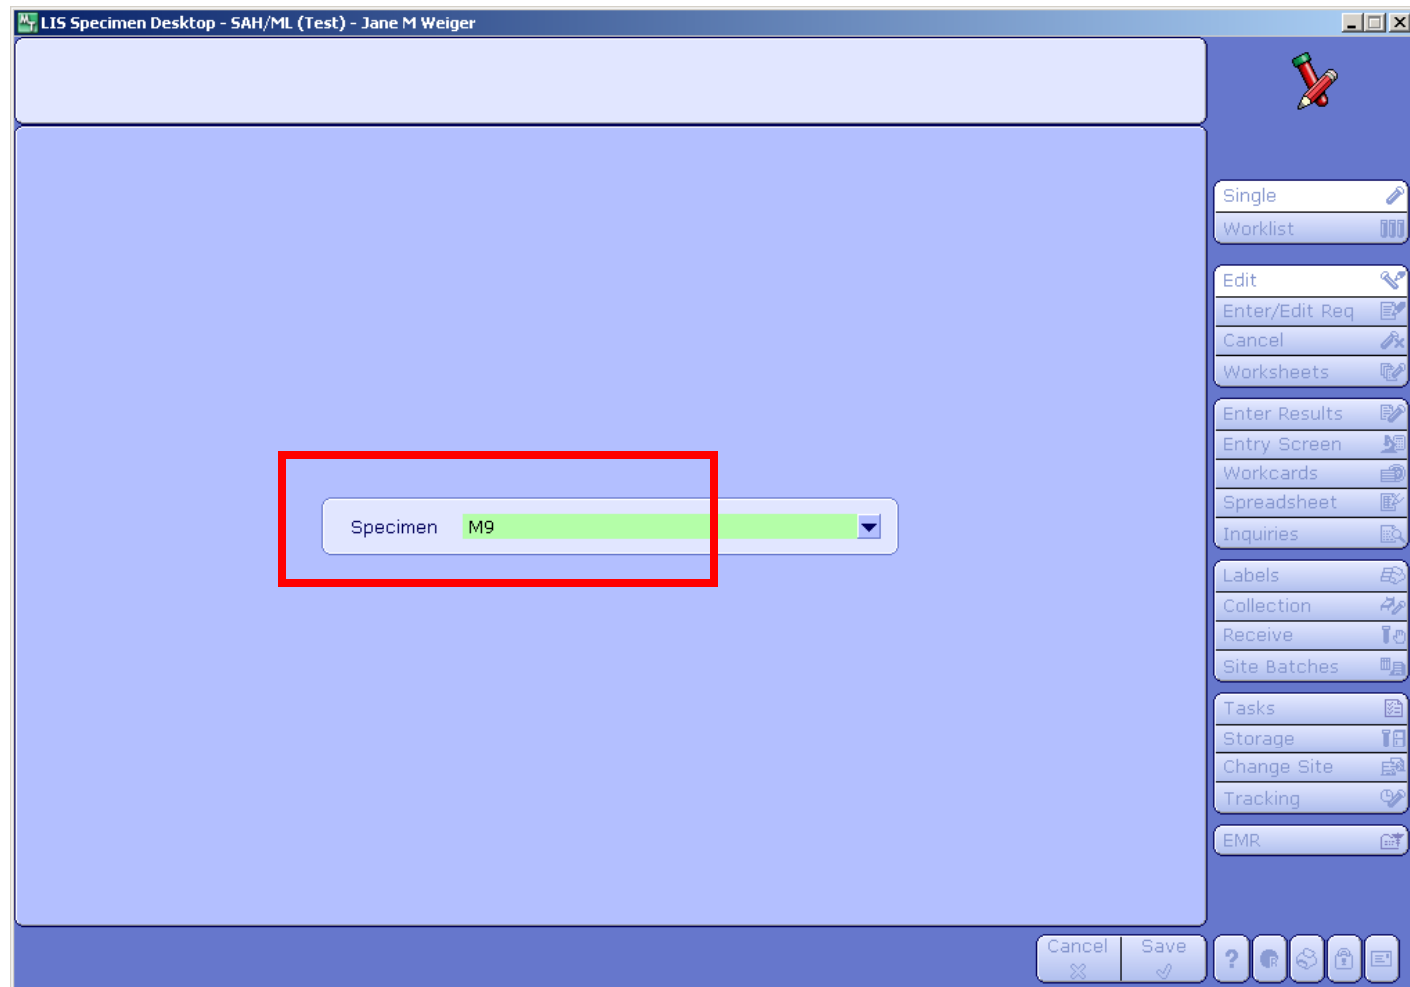 LIS Specimen Desktop - SAH/ML (Test) - Jane M Weiger
Single
Worklist
Edit
Enter/Edit Req
Cancel
Worksheets
Enter Results
Entry Screen
Specimen M9
Workcards
Spreadsheet
Inquiries
Labels
Collection
Receive
Site Batches
Tasks
Storage
Change Site
Tracking
EMR
Cancel Save
?